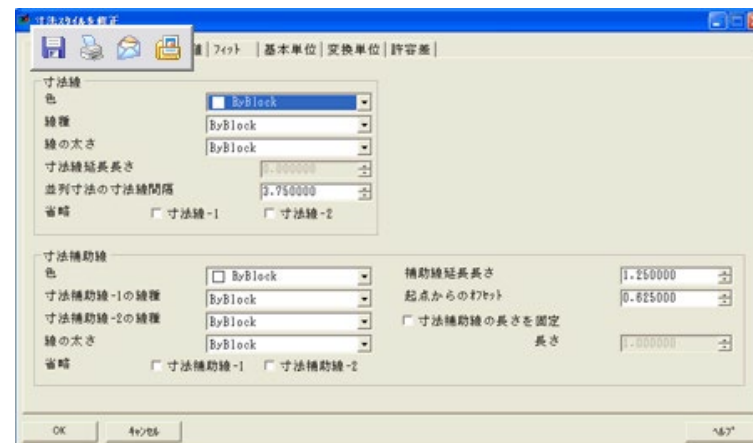 寸法スタイルを修正
フィット 基本単位 変換単位 許容差
寸法線
色 ByBlock
線種 ByBlock
線の太さ ByBlock
寸法線延長長さ 0.000000
並列寸法の寸法線間隔 3.750000
省略 寸法線-1 寸法線-2
寸法補助線
色 ByBlock
寸法補助線-1の線種 ByBlock
寸法補助線-2の線種 ByBlock
線の太さ ByBlock
省略 寸法補助線-1 寸法補助線-2
補助線延長長さ 1.250000
起点からのオフセット 0.625000
寸法補助線の長さを固定
長さ 1.000000
OK キャンセル ヘルプ